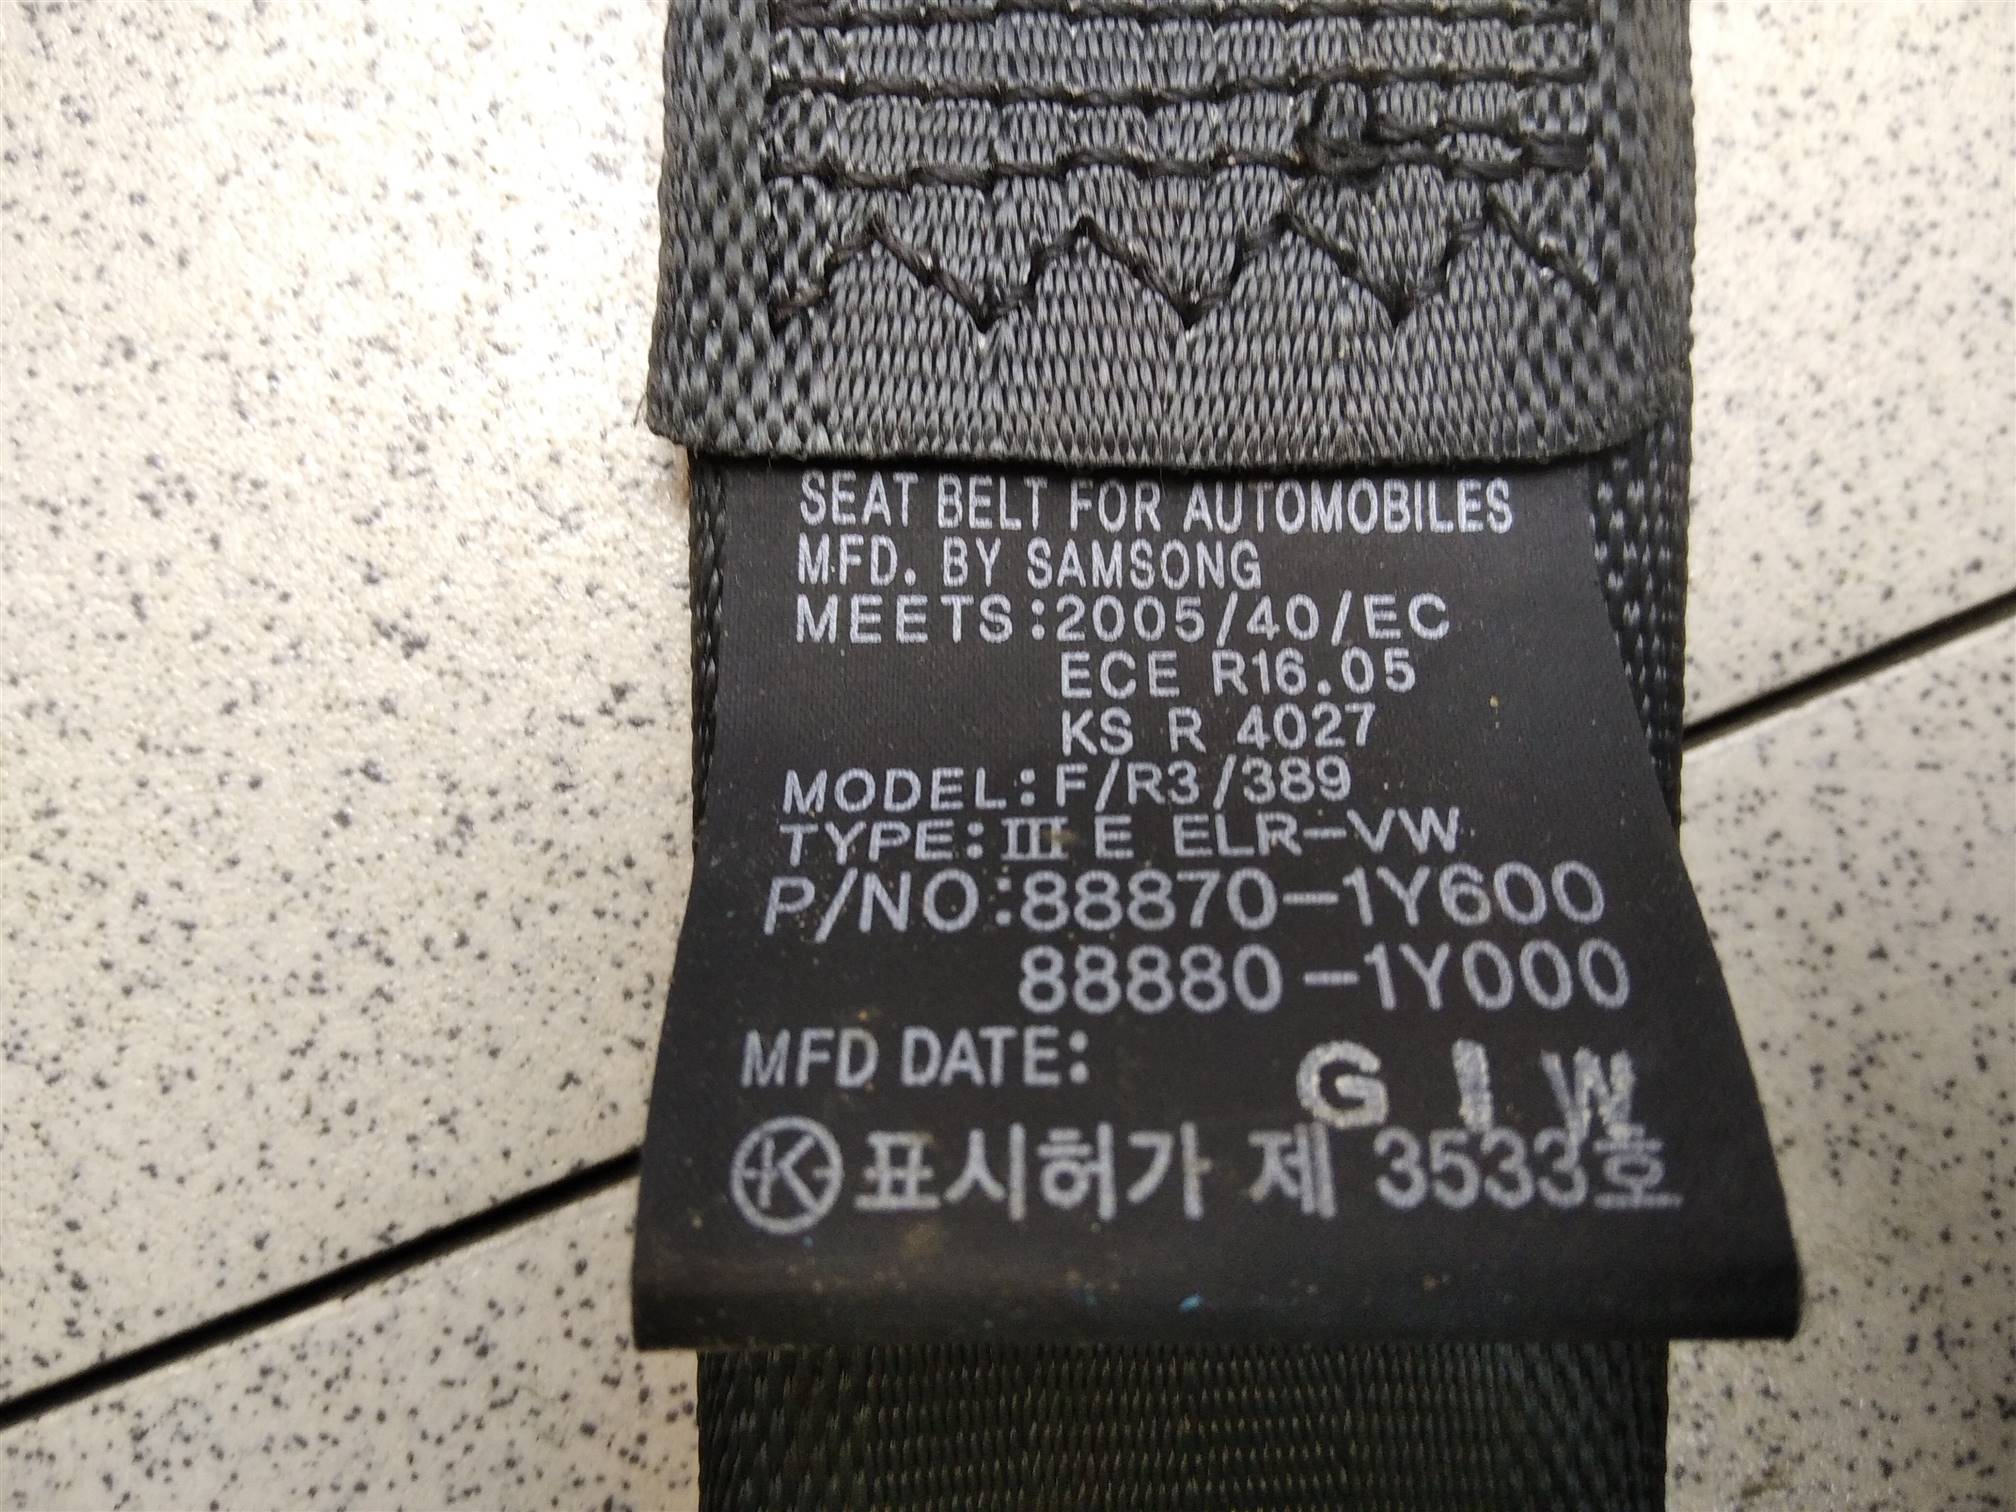 SEAT BELT FOR AUTOMOBILES
MFD. BY SAMSONG
MEETS:2005/40/EC
ECE R16.05
KS R 4027
MODEL:F/R3/389
TYPE:Ⅲ E ELR-VW
P/NO:88870-1Y600
88880-1Y000
MFD DATE: G I W
K 표시허가 제 3533호